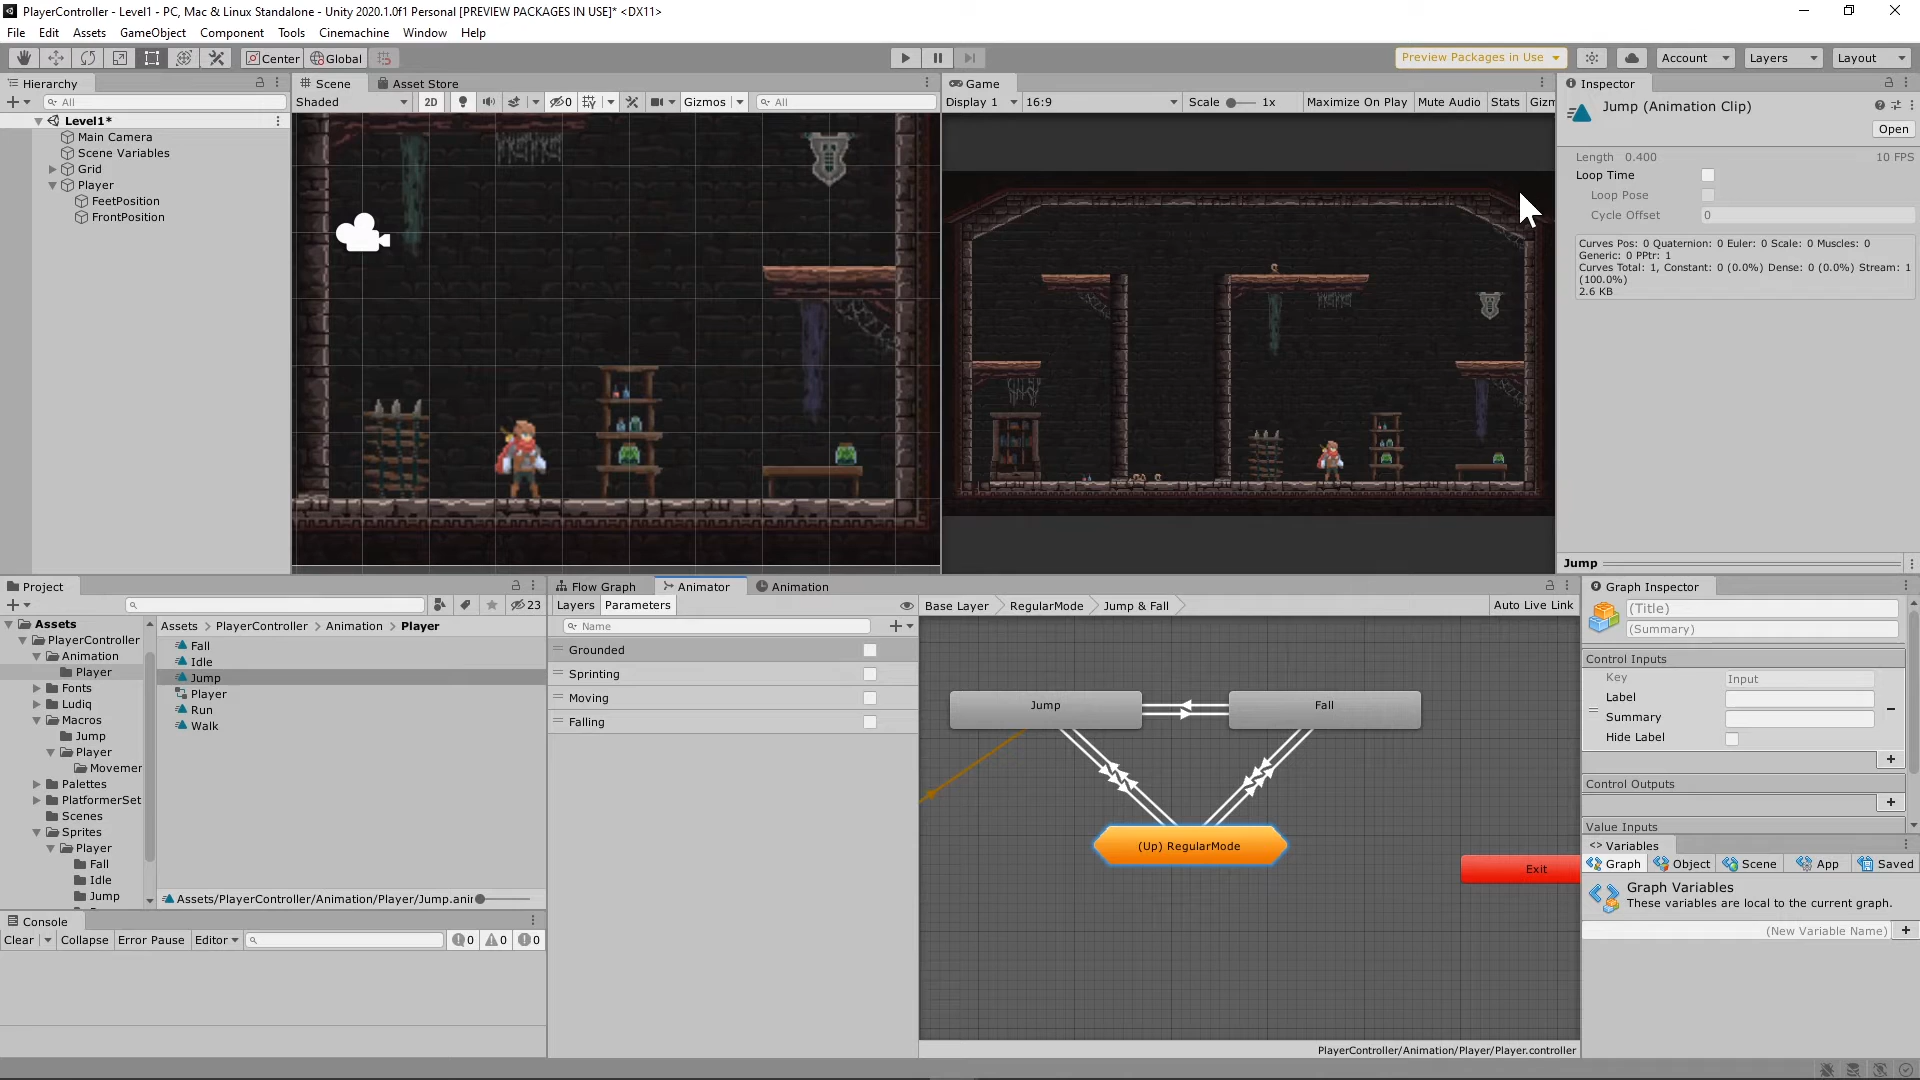 PlayerController - Level1 - PC, Mac & Linux Standalone - Unity 2020.1.0f1 Personal [PREVIEW PACKAGES IN USE]* <DX11>
File Edit Assets GameObject Tools Cinemachine Component Window Help
Center Global Preview Packages in Use Account Layers Layout
Hierarchy
All
Level1*
Main Camera
Scene Variables
Grid
Player
FeetPosition
FrontPosition
Scene Asset Store
Shaded 2D 0 Gizmos All
Game
Display 1 16:9 Scale 1x Maximize On Play Mute Audio Stats Gizm
Inspector
Jump (Animation Clip)
Open
Length 0.400 10 FPS
Loop Time
Loop Pose
Cycle Offset 0
Curves Pos: 0 Quaternion: 0 Euler: 0 Scale: 0 Muscles: 0
Generic: 0 PPtr: 1
Curves Total: 1, Constant: 0 (0.0%) Dense: 0 (0.0%) Stream: 1
(100.0%)
2.6 KB
Jump
Project
23
Assets
PlayerController
Animation
Player
Fonts
Ludiq
Macros
Jump
Player
Movemer
Palettes
PlatformerSet
Scenes
Sprites
Player
Fall
Idle
Jump
Assets PlayerController Animation Player
Fall
Idle
Jump
Player
Run
Walk
Assets/PlayerController/Animation/Player/Jump.anir
Console
Clear Collapse Error Pause Editor 0 0 0
Flow Graph Animator Animation
Layers Parameters
Name
Grounded
Sprinting
Moving
Falling
Base Layer RegularMode Jump & Fall Auto Live Link
Jump
Fall
(Up) RegularMode
Exit
PlayerController/Animation/Player/Player.controller
Graph Inspector
(Title)
(Summary)
Control Inputs
Key Input
Label
Summary
Hide Label
Control Outputs
Value Inputs
Variables
Graph Object Scene App Saved
Graph Variables
These variables are local to the current graph.
(New Variable Name)